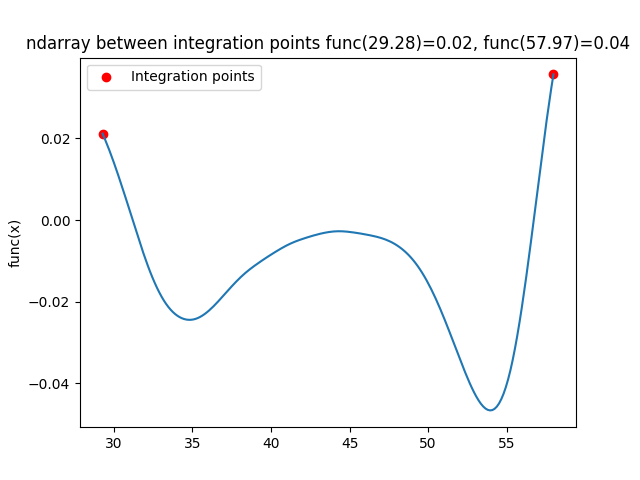 ndarray between integration points func(29.28)=0.02, func(57.97)=0.04
Integration points
0.02
0.00
−0.02
−0.04
func(x)
30 35 40 45 50 55